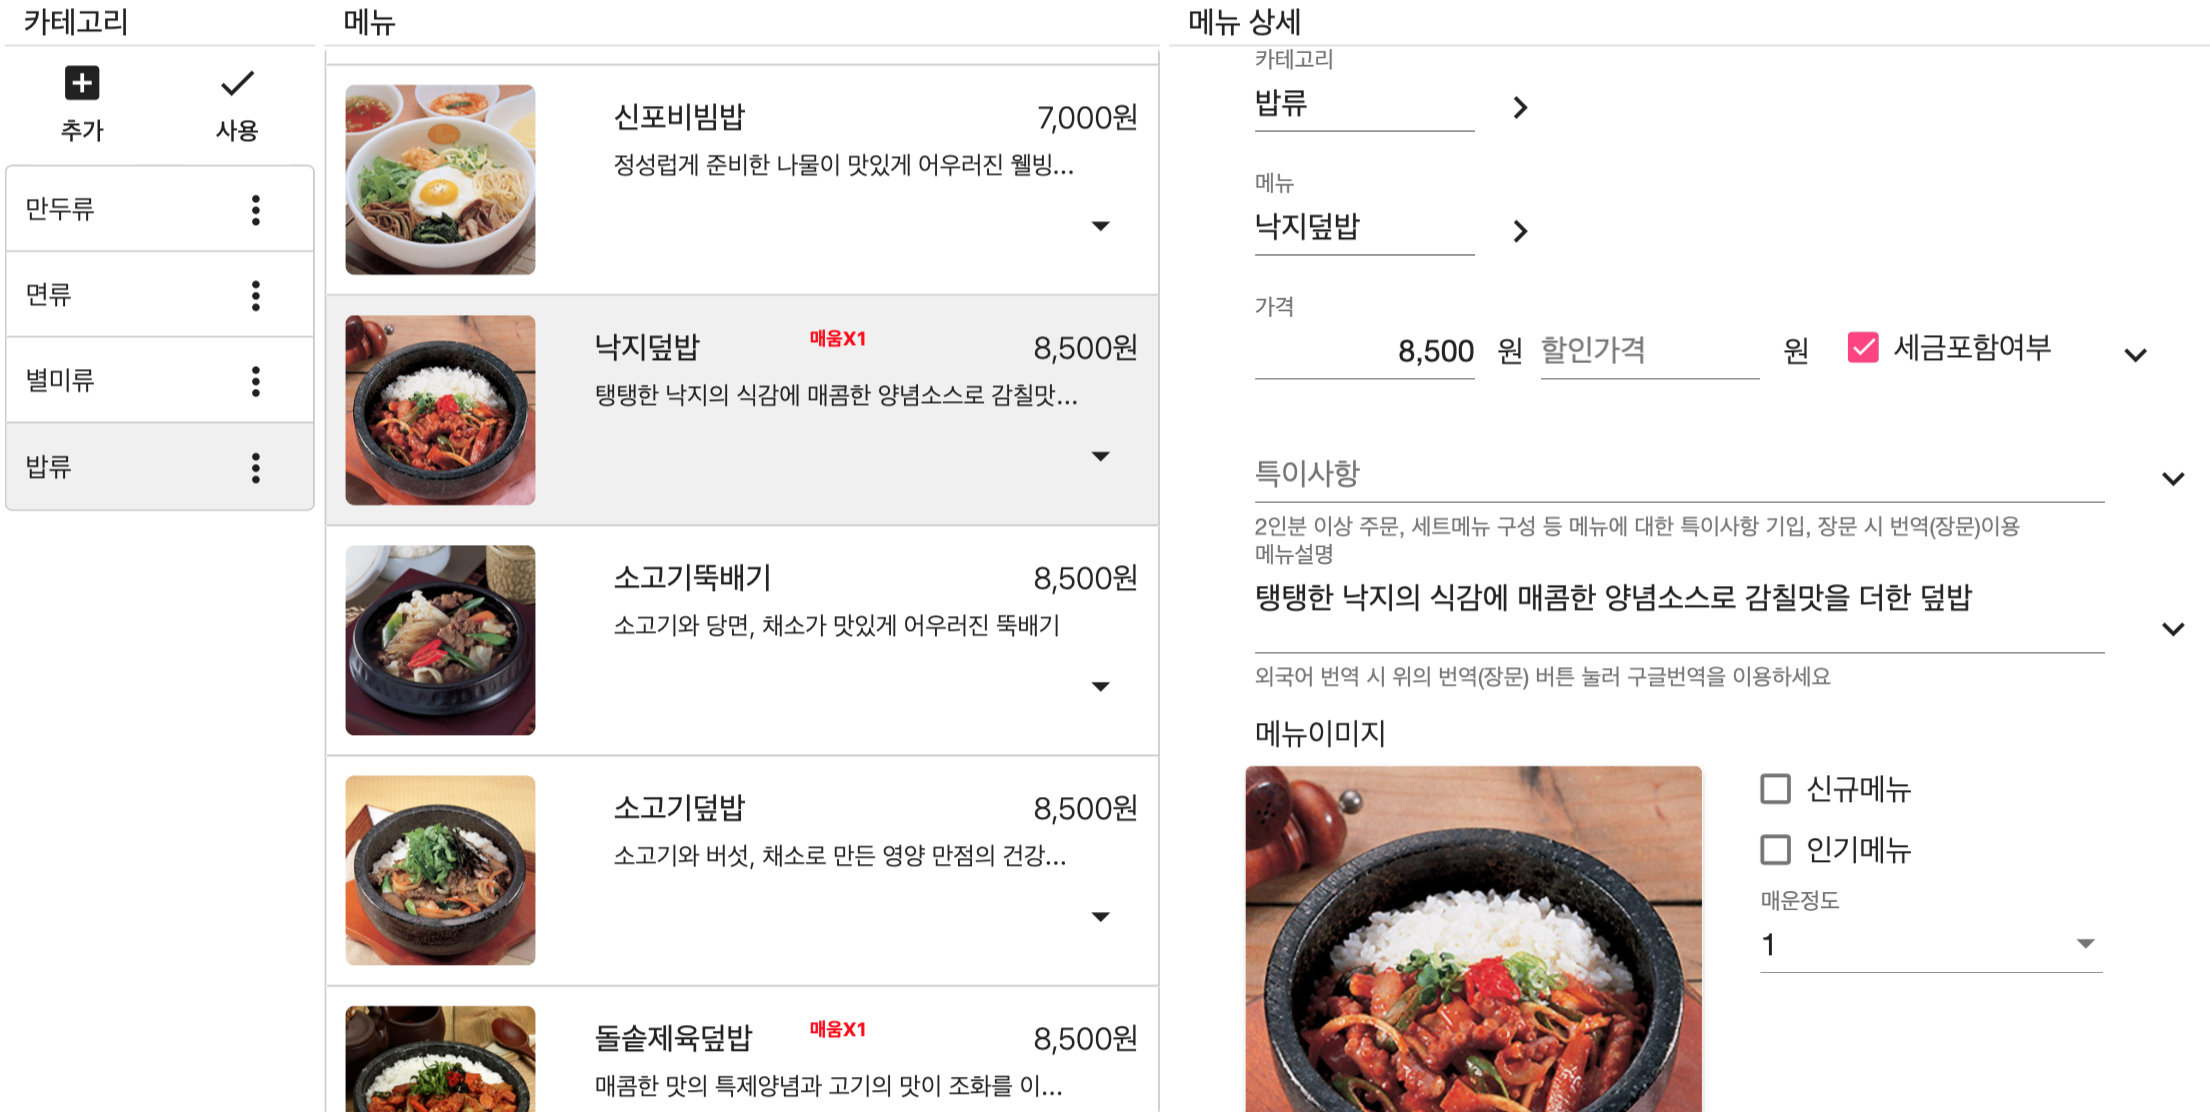 카테고리
추가
사용
만두류
면류
별미류
밥류
메뉴
신포비빔밥
7,000원
정성럽게 준비한 나물이 맛있게 어우러진 웰빙...
낙지덮밥
매움X1
8,500원
탱탱한 낙지의 식감에 매콤한 양념소스로 감칠맛...
소고기뚝배기
8,500원
소고기와 당면, 채소가 맛있게 어우러진 뚝배기
소고기덮밥
8,500원
소고기와 버섯, 채소로 만든 영양 만점의 건강...
돌솥제육덮밥
매움X1
8,500원
매콤한 맛의 특제양념과 고기의 맛이 조화를 이...
메뉴 상세
카테고리
밥류
메뉴
낙지덮밥
가격
8,500 원 할인가격 원 세금포함여부
특이사항
2인분 이상 주문, 세트메뉴 구성 등 메뉴에 대한 특이사항 기입, 장문 시 번역(장문)이용
메뉴설명
탱탱한 낙지의 식감에 매콤한 양념소스로 감칠맛을 더한 덮밥
외국어 번역 시 위의 번역(장문) 버튼 눌러 구글번역을 이용하세요
메뉴이미지
신규메뉴
인기메뉴
매운정도
1